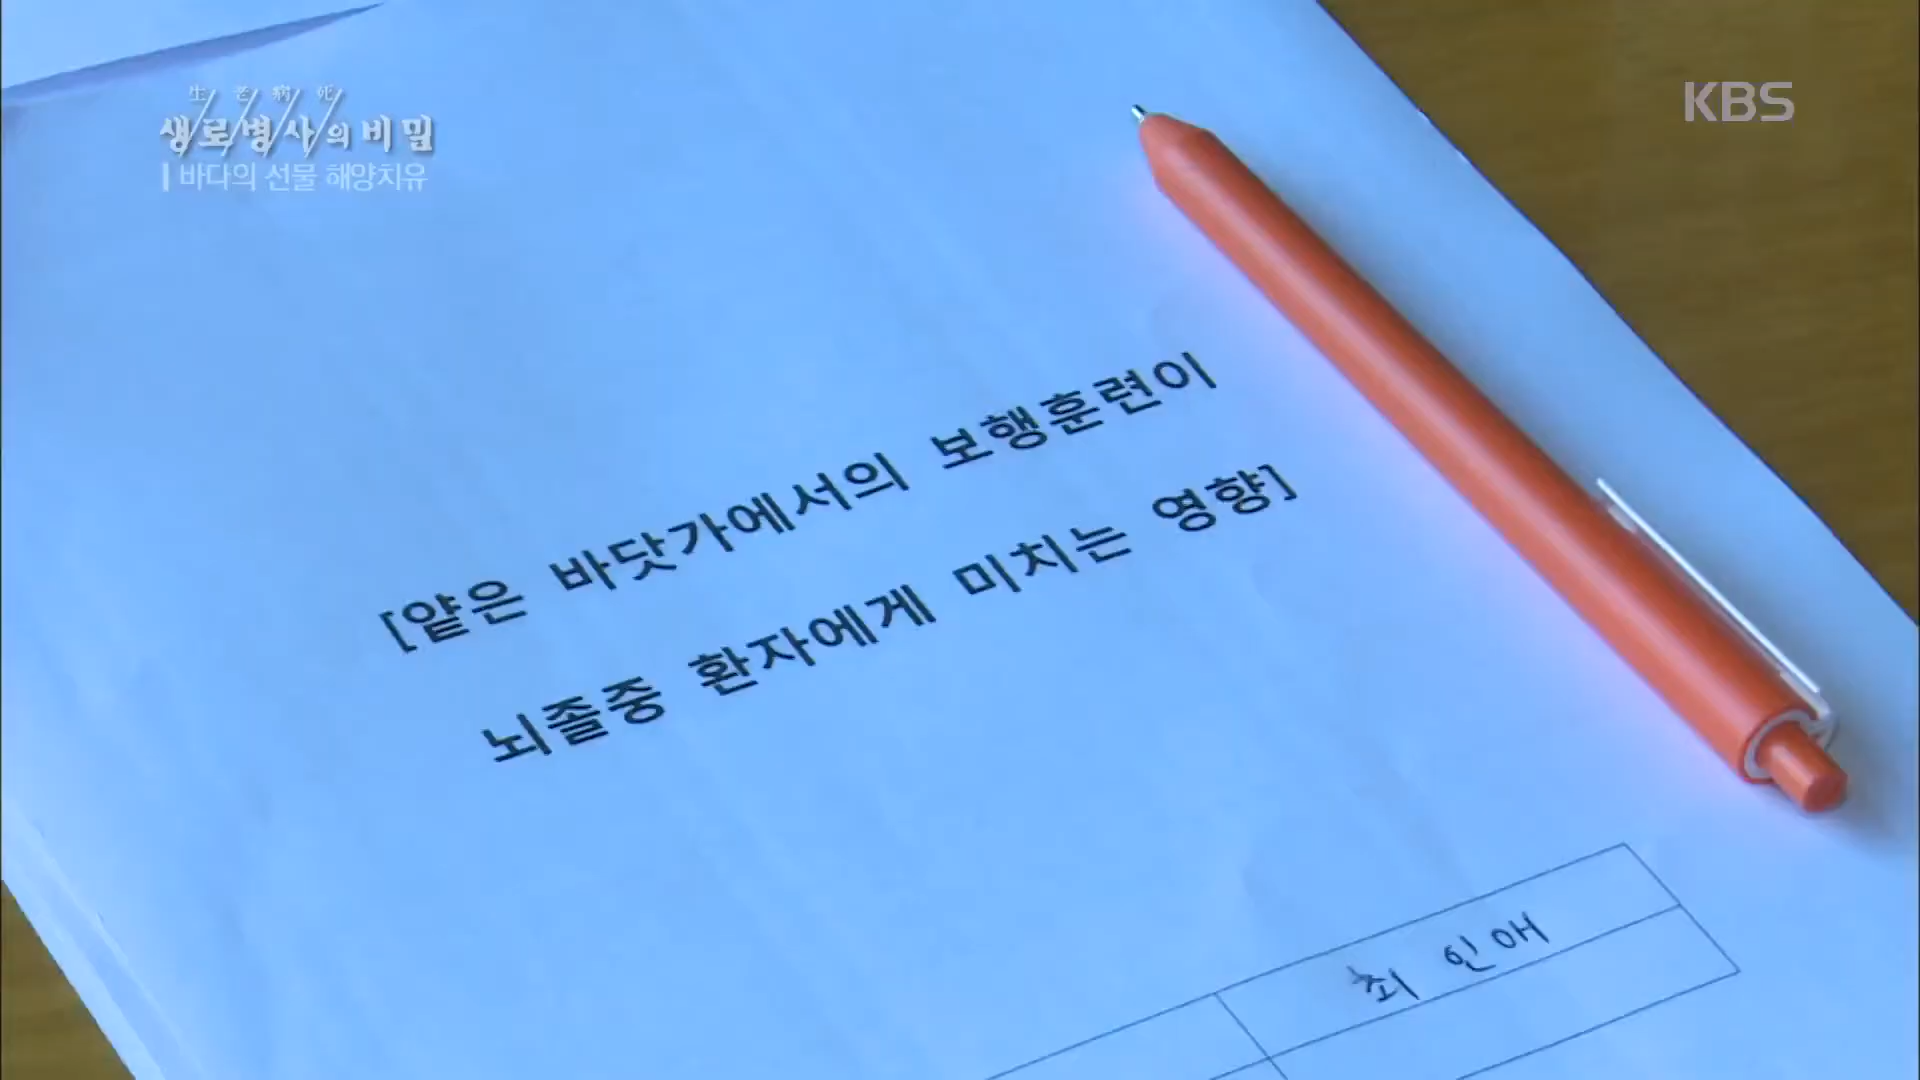 生老病死
생로병사의 비밀
바다의 선물 해양치유
KBS
[얕은 바닷가에서의 보행훈련이
뇌졸중 환자에게 미치는 영향]
최인애